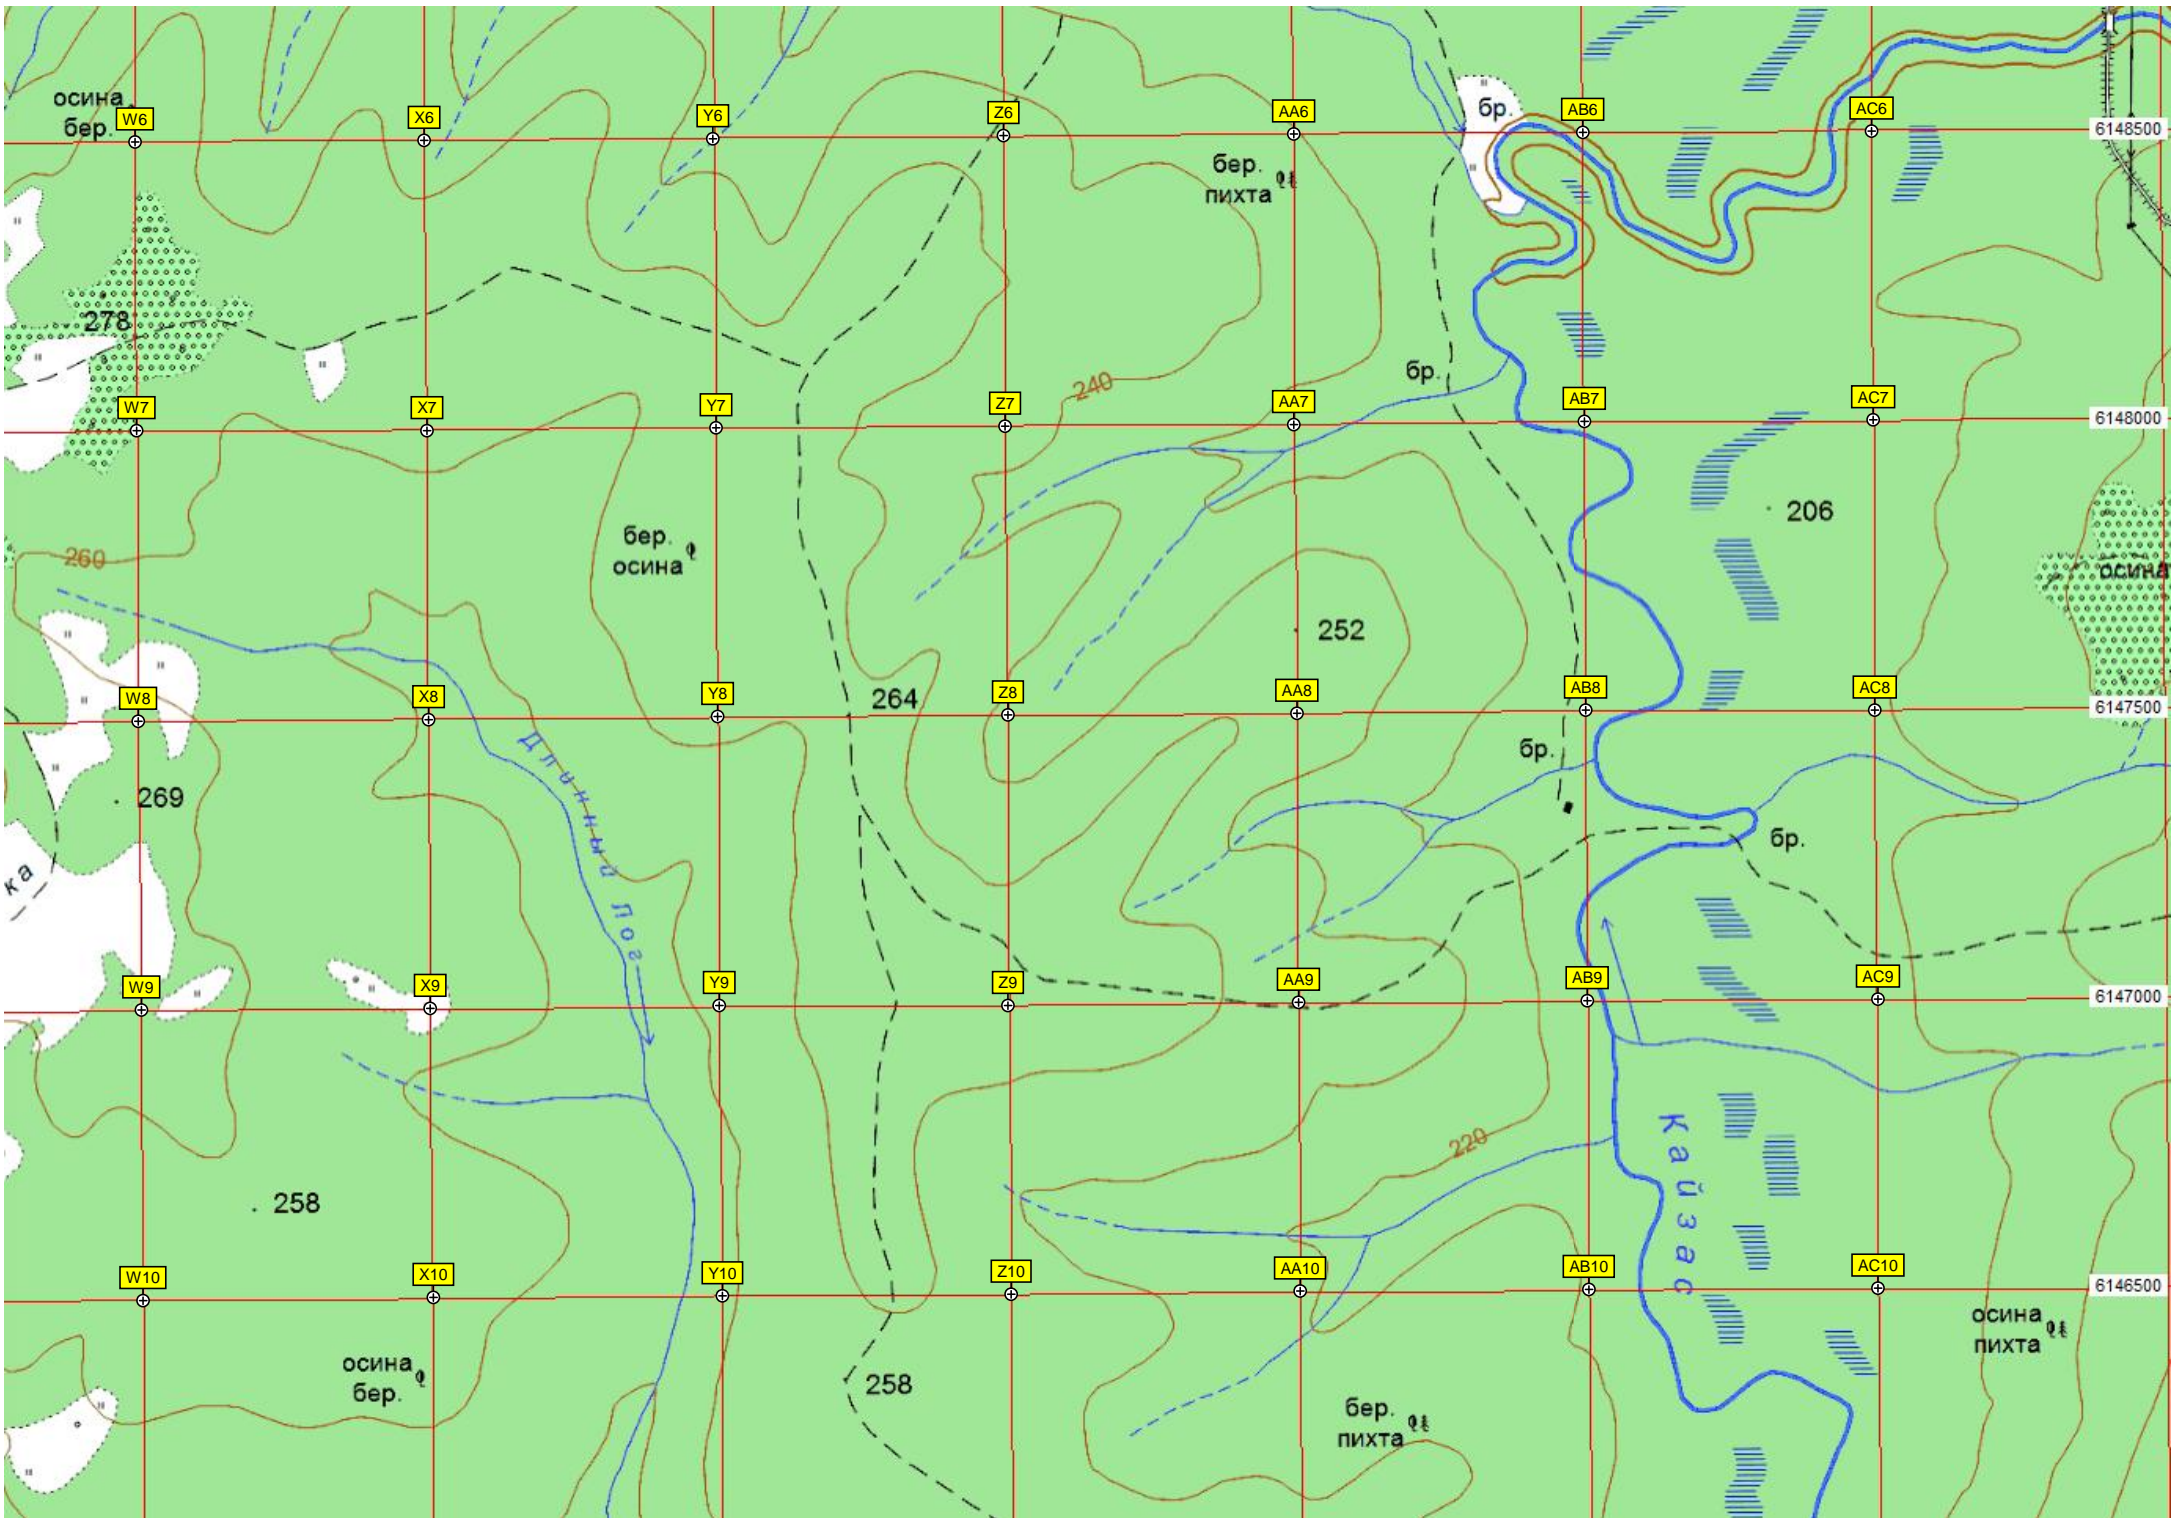 осина
бер.
W6
X6
Y6
Z6
AA6
бр.
AB6
AC6
6148500
бер.
пихта
278
бр.
240
W7
X7
Y7
Z7
AA7
AB7
AC7
6148000
206
260
бер.
осина
осина
252
264
W8
X8
Y8
Z8
AA8
AB8
AC8
6147500
Длинный Лог
бр.
269
бр.
ка
W9
X9
Y9
Z9
AA9
AB9
AC9
6147000
Кайзас
220
258
W10
X10
Y10
Z10
AA10
AB10
AC10
6146500
осина
пихта
осина
бер.
258
бер.
пихта